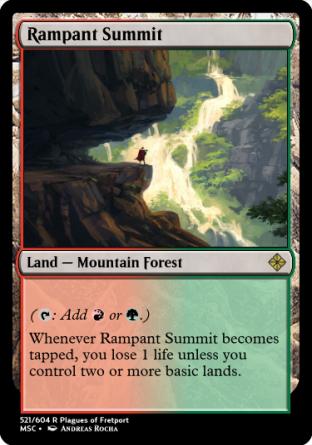 Rampant Summit
Land — Mountain Forest
(: Add  or .)
Whenever Rampant Summit becomes
tapped, you lose 1 life unless you
control two or more basic lands.
521/604 R Plagues of Fretport
MSC • Andreas Rocha